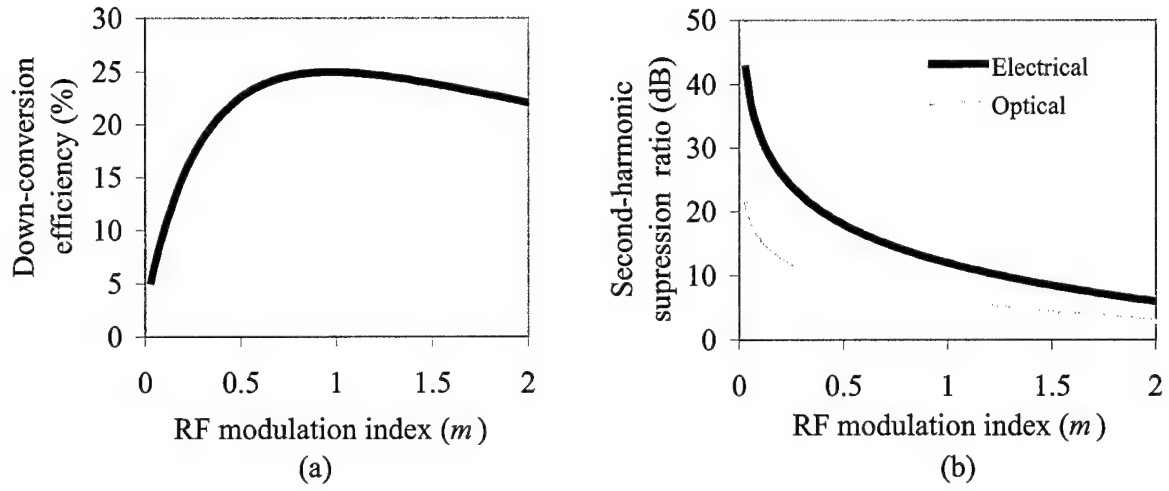 Down-conversion
efficiency (%)
30
25
20
15
10
5
0
0 0.5 1 1.5 2
RF modulation index (m)
(a)
Second-harmonic
supression ratio (dB)
50
40
30
20
10
0
Electrical
Optical
0 0.5 1 1.5 2
RF modulation index (m)
(b)